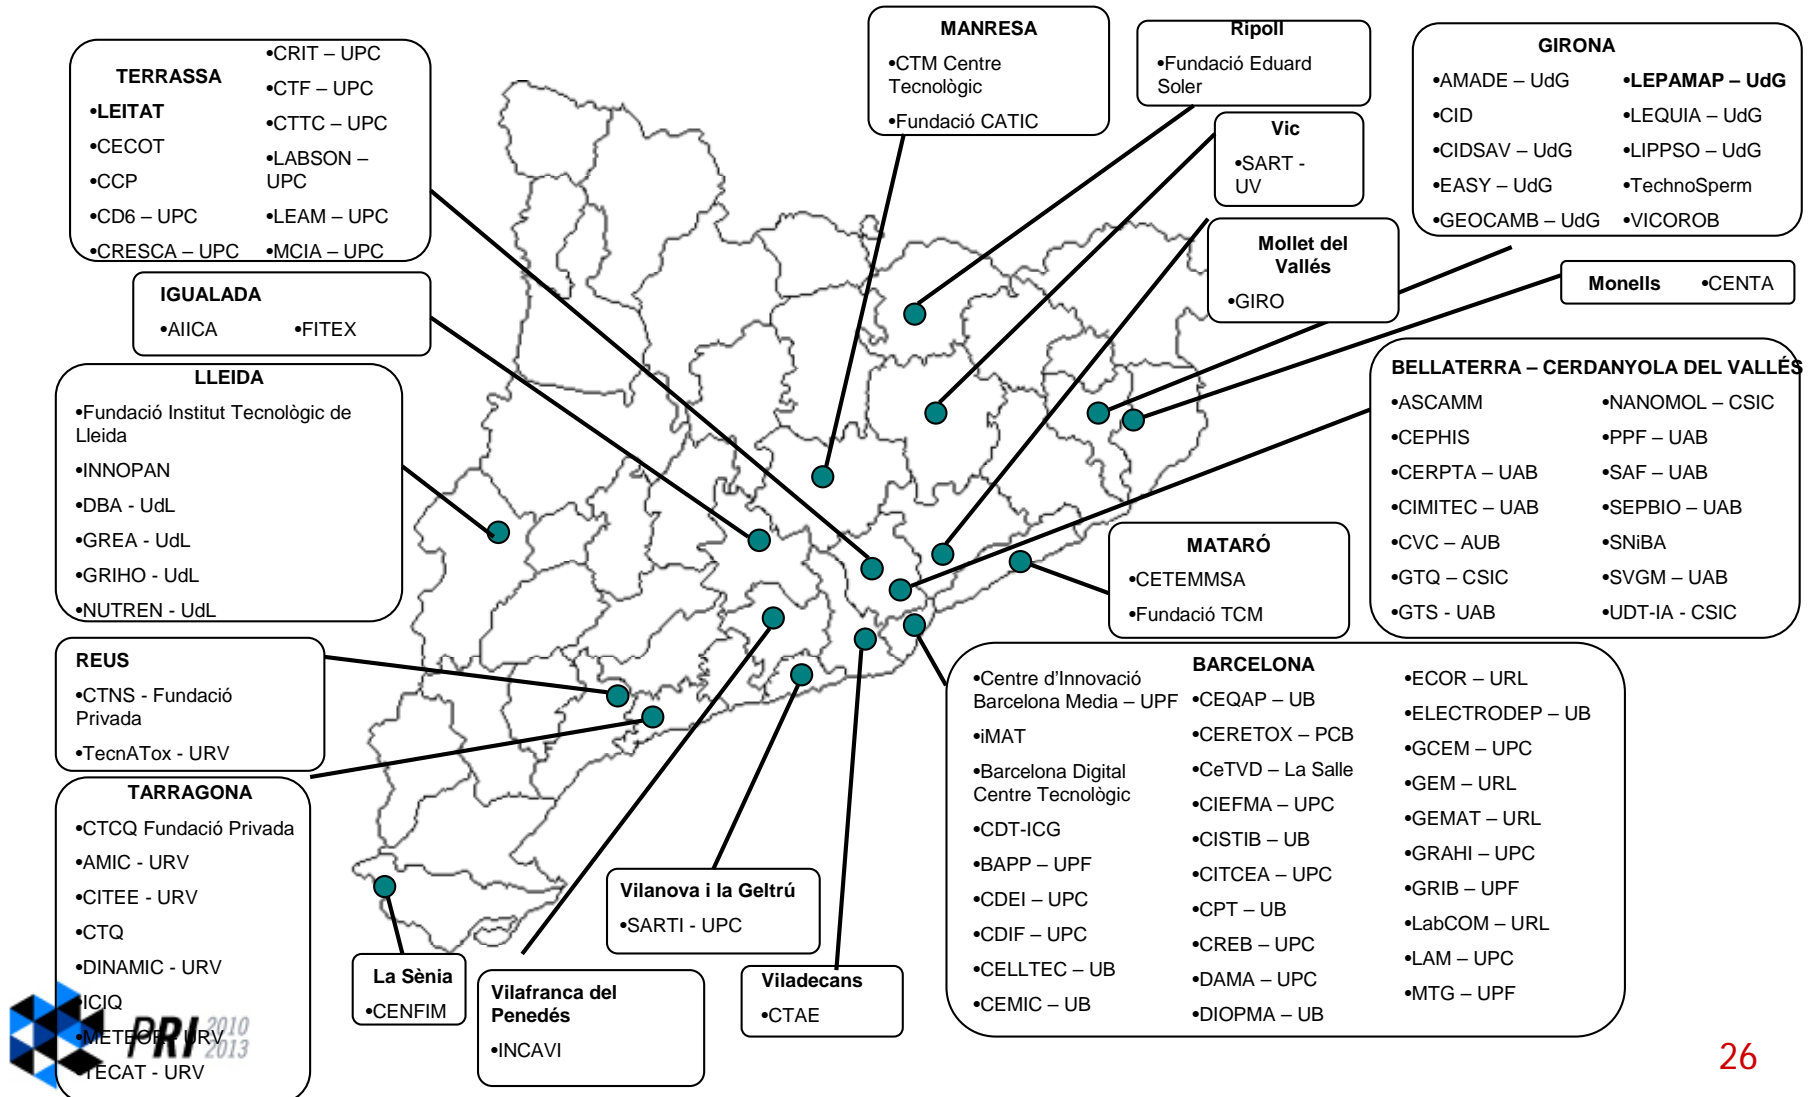 TERRASSA
•LEITAT
•CECOT
•CCP
•CD6 – UPC
•CRESCA – UPC
•CRIT – UPC
•CTF – UPC
•CTTC – UPC
•LABSON –
UPC
•LEAM – UPC
•MCIA – UPC
MANRESA
•CTM Centre
Tecnològic
•Fundació CATIC
Ripoll
•Fundació Eduard
Soler
Vic
•SART -
UV
GIRONA
•AMADE – UdG
•CID
•CIDSAV – UdG
•EASY – UdG
•GEOCAMB – UdG
•LEPAMAP – UdG
•LEQUIA – UdG
•LIPPSO – UdG
•TechnoSperm
•VICOROB
Mollet del
Vallés
•GIRO
Monells •CENTA
IGUALADA
•AIICA •FITEX
LLEIDA
•Fundació Institut Tecnològic de
Lleida
•INNOPAN
•DBA - UdL
•GREA - UdL
•GRIHO - UdL
•NUTREN - UdL
BELLATERRA – CERDANYOLA DEL VALLÉS
•ASCAMM
•CEPHIS
•CERPTA – UAB
•CIMITEC – UAB
•CVC – AUB
•GTQ – CSIC
•GTS - UAB
•NANOMOL – CSIC
•PPF – UAB
•SAF – UAB
•SEPBIO – UAB
•SNiBA
•SVGM – UAB
•UDT-IA - CSIC
MATARÓ
•CETEMMSA
•Fundació TCM
REUS
•CTNS - Fundació
Privada
•TecnATox - URV
TARRAGONA
•CTCQ Fundació Privada
•AMIC - URV
•CITEE - URV
•CTQ
•DINAMIC - URV
•ICIQ
•METEOR - URV
•TECAT - URV
BARCELONA
•Centre d’Innovació
Barcelona Media – UPF
•iMAT
•Barcelona Digital
Centre Tecnològic
•CDT-ICG
•BAPP – UPF
•CDEI – UPC
•CDIF – UPC
•CELLTEC – UB
•CEMIC – UB
•CEQAP – UB
•CERETOX – PCB
•CeTVD – La Salle
•CIEFMA – UPC
•CISTIB – UB
•CITCEA – UPC
•CPT – UB
•CREB – UPC
•DAMA – UPC
•DIOPMA – UB
•ECOR – URL
•ELECTRODEP – UB
•GCEM – UPC
•GEM – URL
•GEMAT – URL
•GRAHI – UPC
•GRIB – UPF
•LabCOM – URL
•LAM – UPC
•MTG – UPF
Vilanova i la Geltrú
•SARTI - UPC
La Sènia
•CENFIM
Vilafranca del
Penedés
•INCAVI
Viladecans
•CTAE
PRI 2010
2013
26